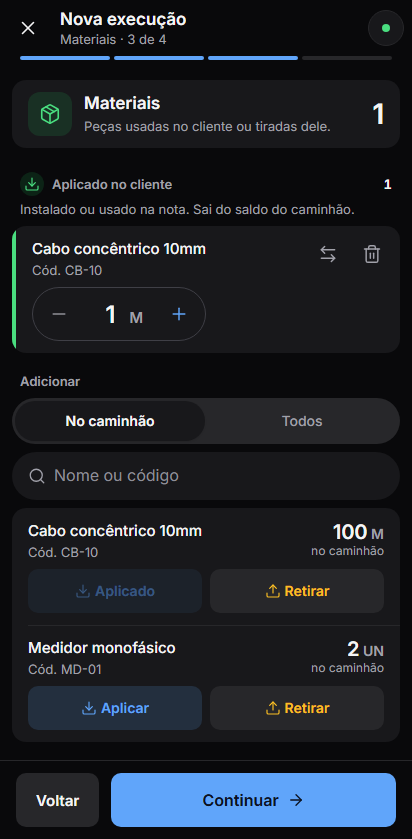 Nova execução
Materiais · 3 de 4
Materiais
Peças usadas no cliente ou tiradas dele.
1
Aplicado no cliente
1
Instalado ou usado na nota. Sai do saldo do caminhão.
Cabo concêntrico 10mm
Cód. CB-10
1 M
Adicionar
No caminhão
Todos
Nome ou código
Cabo concêntrico 10mm
100 M
Cód. CB-10
no caminhão
Aplicado
Retirar
Medidor monofásico
2 UN
Cód. MD-01
no caminhão
Aplicar
Retirar
Voltar
Continuar